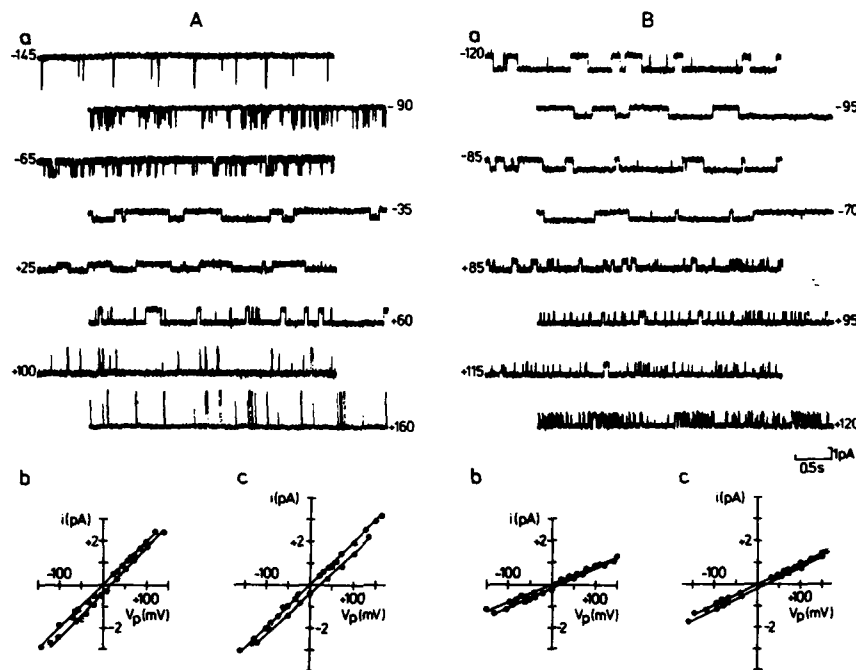 A
B
a
-145
-90
-65
-35
+25
+60
+100
+160
a
-120
-95
-85
-70
+85
+95
+115
+120
1pA
0.5s
b
i(pA)
+2
-100
+100
Vp(mV)
-2
c
i(pA)
+2
-100
+100
Vp(mV)
-2
b
i(pA)
+2
-100
+100
Vp(mV)
-2
c
i(pA)
+2
-100
+100
Vp(mV)
-2